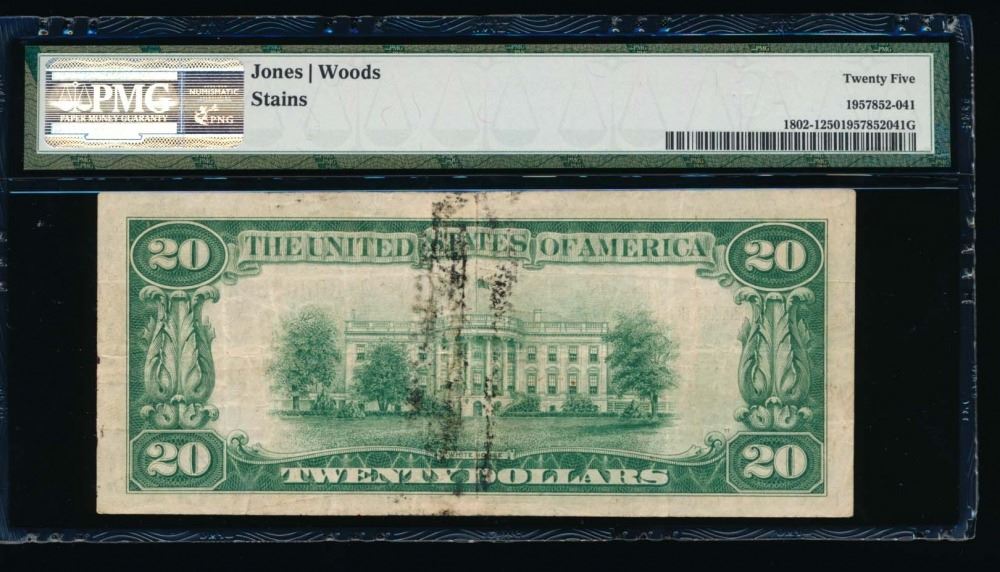 PMG
PAPER MONEY GUARANTY
NUMISMATIC
PNG
Jones | Woods
Stains
Twenty Five
1957852-041
1802-12501957852041G
20 THE UNITED STATES OF AMERICA 20
WHITE HOUSE
20 TWENTY DOLLARS 20